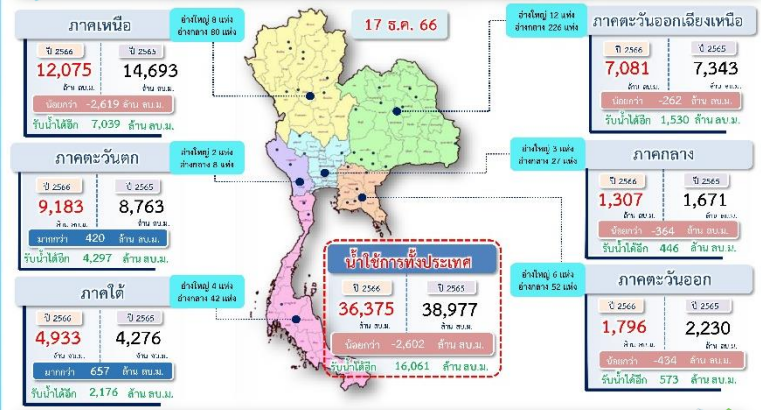 ภาคเหนือ
ปี 2566 ปี 2565
12,075 14,693
ล้าน ลบ.ม. ล้าน ลบ.ม.
น้อยกว่า -2,619 ล้าน ลบ.ม.
รับน้ำได้อีก 7,039 ล้าน ลบ.ม.
อ่างใหญ่ 8 แห่ง
อ่างกลาง 80 แห่ง
17 ธ.ค. 66
อ่างใหญ่ 12 แห่ง
อ่างกลาง 226 แห่ง
ภาคตะวันออกเฉียงเหนือ
ปี 2566 ปี 2565
7,081 7,343
ล้าน ลบ.ม. ล้าน ลบ.ม.
น้อยกว่า -262 ล้าน ลบ.ม.
รับน้ำได้อีก 1,530 ล้าน ลบ.ม.
ภาคตะวันตก
ปี 2566 ปี 2565
9,183 8,763
ล้าน ลบ.ม. ล้าน ลบ.ม.
มากกว่า 420 ล้าน ลบ.ม.
รับน้ำได้อีก 4,297 ล้าน ลบ.ม.
อ่างใหญ่ 2 แห่ง
อ่างกลาง 8 แห่ง
อ่างใหญ่ 3 แห่ง
อ่างกลาง 27 แห่ง
ภาคกลาง
ปี 2566 ปี 2565
1,307 1,671
ล้าน ลบ.ม. ล้าน ลบ.ม.
น้อยกว่า -364 ล้าน ลบ.ม.
รับน้ำได้อีก 446 ล้าน ลบ.ม.
ภาคใต้
ปี 2566 ปี 2565
4,933 4,276
ล้าน ลบ.ม. ล้าน ลบ.ม.
มากกว่า 657 ล้าน ลบ.ม.
รับน้ำได้อีก 2,176 ล้าน ลบ.ม.
อ่างใหญ่ 4 แห่ง
อ่างกลาง 42 แห่ง
น้ำใช้การทั้งประเทศ
ปี 2566 ปี 2565
36,375 38,977
ล้าน ลบ.ม. ล้าน ลบ.ม.
น้อยกว่า -2,602 ล้าน ลบ.ม.
รับน้ำได้อีก 16,061 ล้าน ลบ.ม.
อ่างใหญ่ 6 แห่ง
อ่างกลาง 52 แห่ง
ภาคตะวันออก
ปี 2566 ปี 2565
1,796 2,230
ล้าน ลบ.ม. ล้าน ลบ.ม.
น้อยกว่า -434 ล้าน ลบ.ม.
รับน้ำได้อีก 573 ล้าน ลบ.ม.